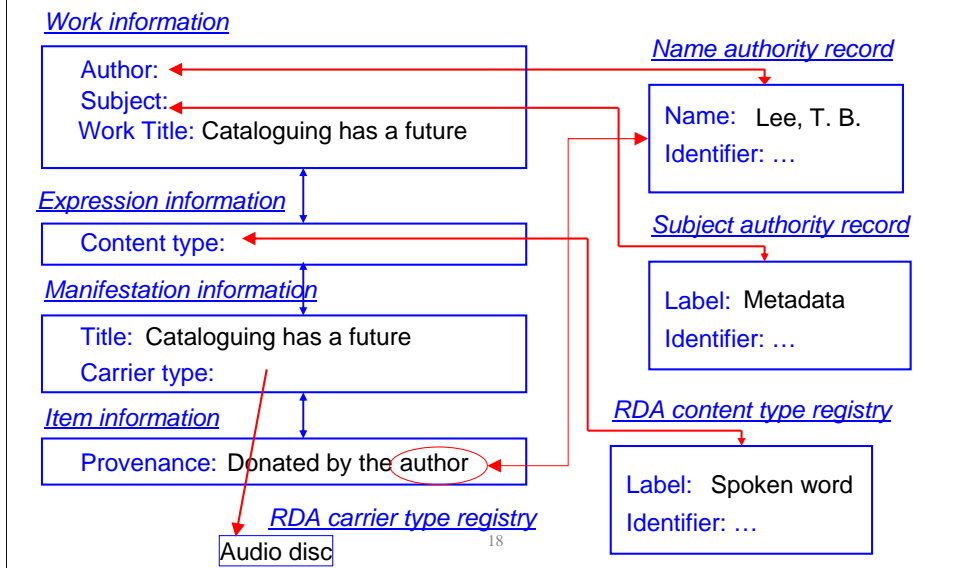 Work information
Author:
Subject:
Work Title: Cataloguing has a future
Expression information
Content type:
Manifestation information
Title: Cataloguing has a future
Carrier type:
Item information
Provenance: Donated by the author
RDA carrier type registry
Audio disc
18
Name authority record
Name: Lee, T. B.
Identifier: …
Subject authority record
Label: Metadata
Identifier: …
RDA content type registry
Label: Spoken word
Identifier: …